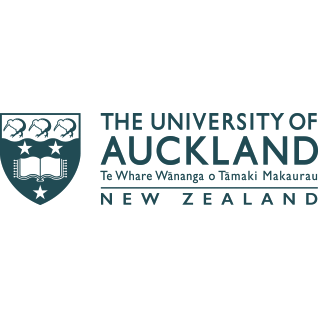 THE UNIVERSITY OF
AUCKLAND
Te Whare Wānanga o Tāmaki Makaurau
NEW ZEALAND